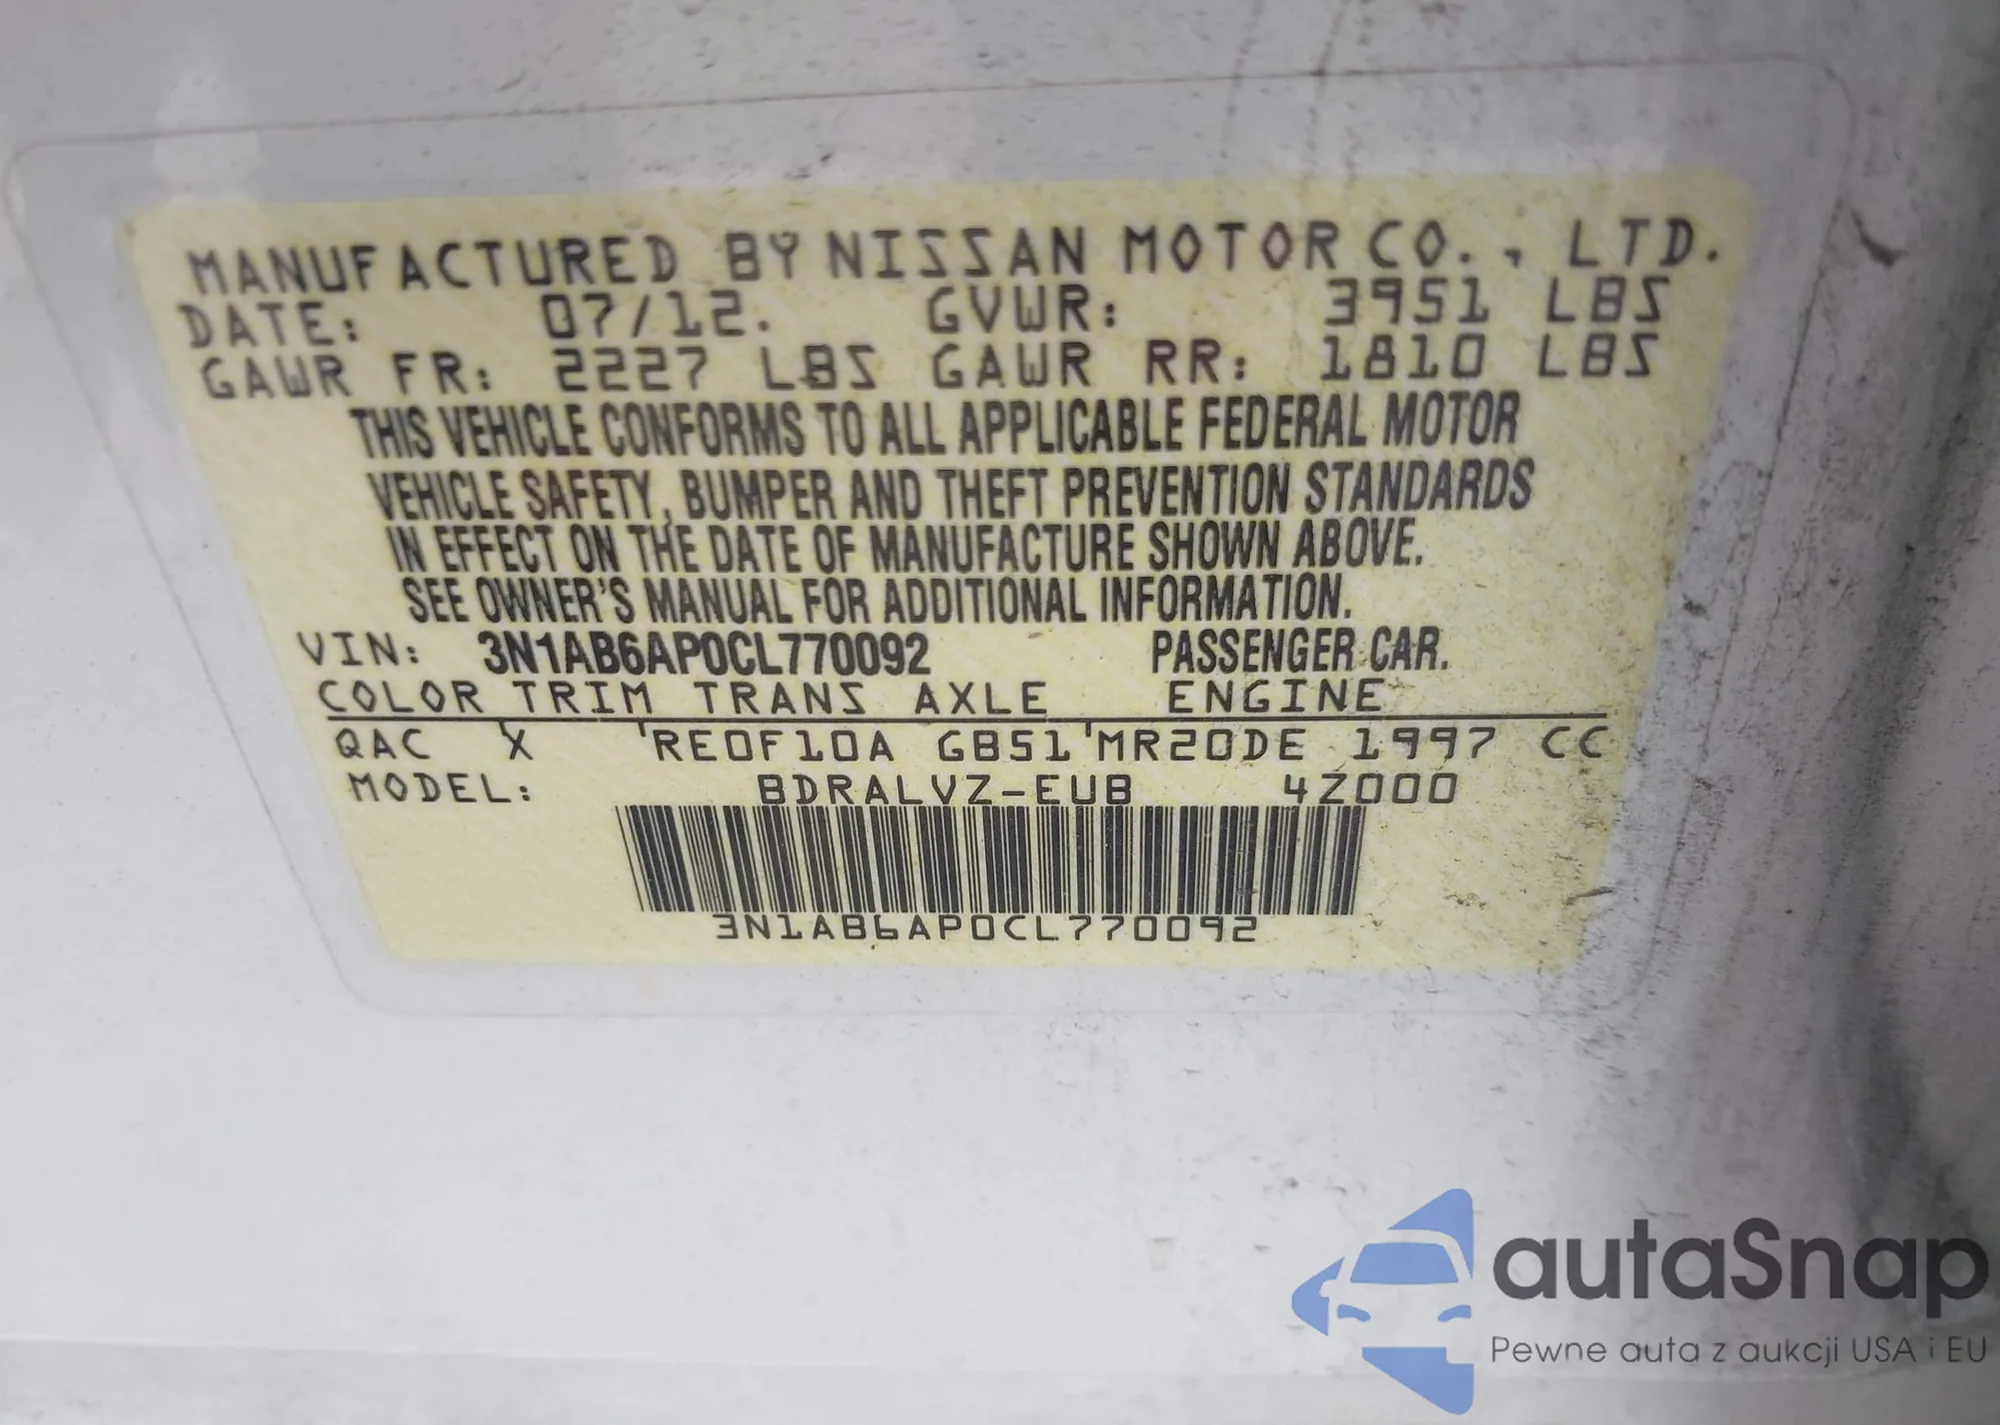 MANUFACTURED BY NISSAN MOTOR CO., LTD.
DATE: 07/12. GVWR: 3951 LBS
GAWR FR: 2227 LBS GAWR RR: 1810 LBS
THIS VEHICLE CONFORMS TO ALL APPLICABLE FEDERAL MOTOR
VEHICLE SAFETY, BUMPER AND THEFT PREVENTION STANDARDS
IN EFFECT ON THE DATE OF MANUFACTURE SHOWN ABOVE.
SEE OWNER'S MANUAL FOR ADDITIONAL INFORMATION.
VIN: 3N1AB6AP0CL770092 PASSENGER CAR.
COLOR TRIM TRANS AXLE ENGINE
QAC X RE0F10A GB51 MR20DE 1997 CC
MODEL: BDRALVZ-EUB 4Z000
3N1AB6AP0CL770092
autaSnap
Pewne auta z aukcji USA i EU